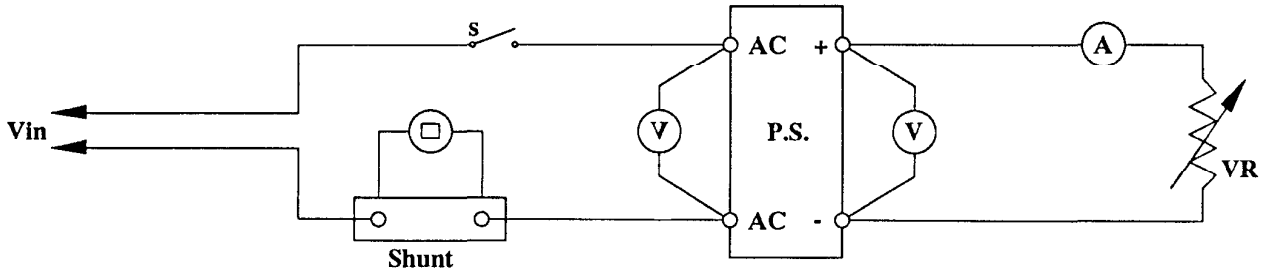 S
AC +
A
Vin
V
P.S.
V
VR
AC -
Shunt